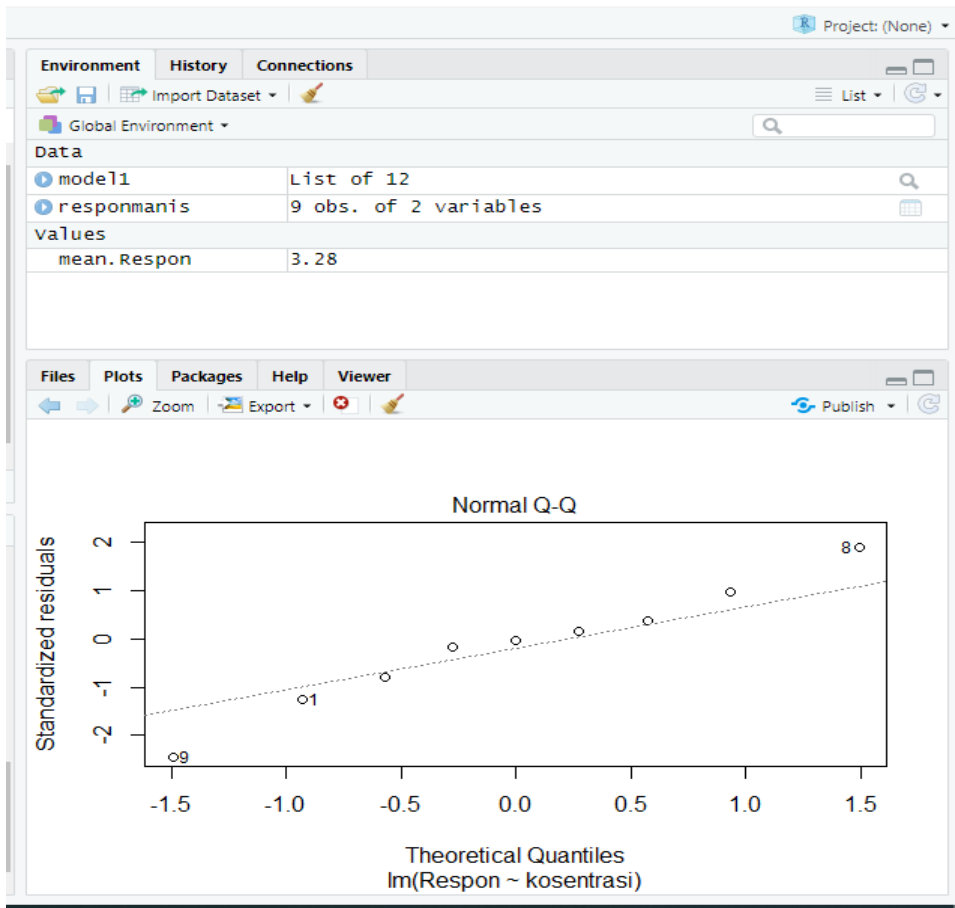 Project: (None)
Environment History Connections
Import Dataset List
Global Environment
Data
model1 List of 12
responmanis 9 obs. of 2 variables
Values
mean.Respon 3.28
Files Plots Packages Help Viewer
Zoom Export Publish
Normal Q-Q
Standardized residuals
2
1
0
-1
-2
8
1
9
-1.5 -1.0 -0.5 0.0 0.5 1.0 1.5
Theoretical Quantiles
lm(Respon ~ kosentrasi)